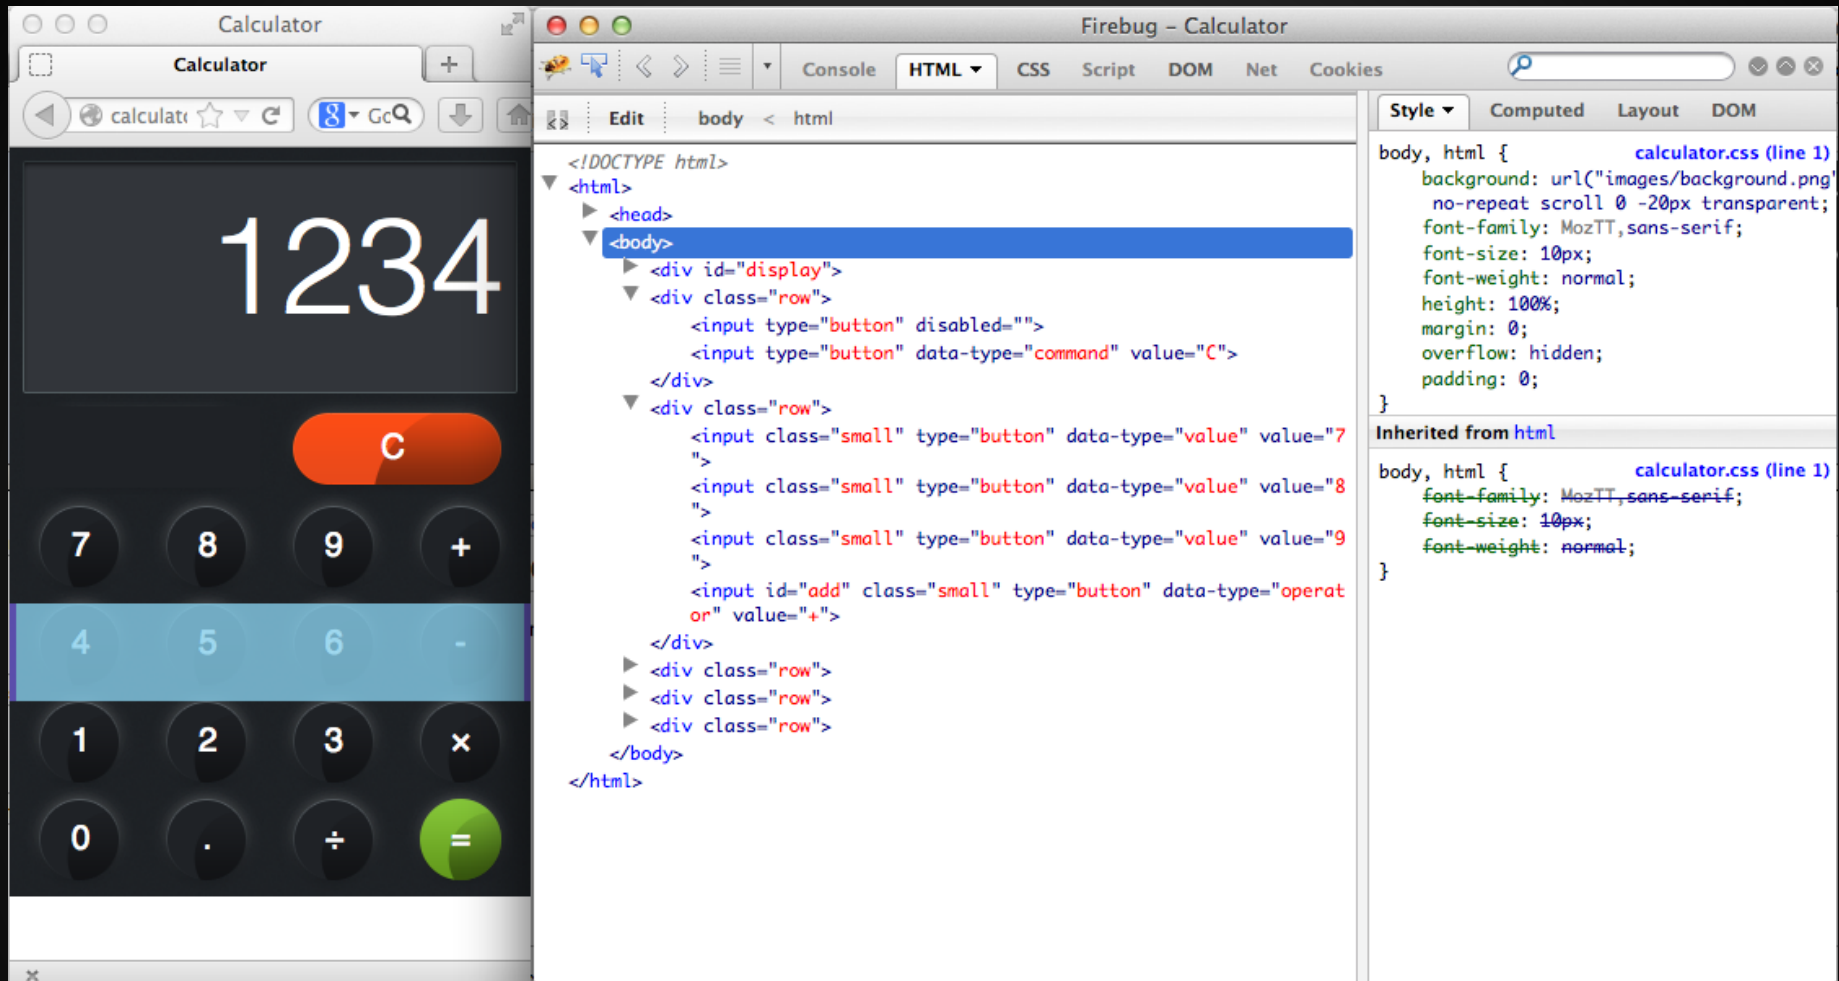 Calculator
Calculator
calculat
8 Gc
1234
C
7 8 9 +
4 5 6 -
1 2 3 ×
0 . ÷ =
Firebug – Calculator
Console HTML CSS Script DOM Net Cookies
Edit body < html
<!DOCTYPE html>
<html>
<head>
<body>
<div id="display">
<div class="row">
<input type="button" disabled="">
<input type="button" data-type="command" value="C">
</div>
<div class="row">
<input class="small" type="button" data-type="value" value="7
">
<input class="small" type="button" data-type="value" value="8
">
<input class="small" type="button" data-type="value" value="9
">
<input id="add" class="small" type="button" data-type="operat
or" value="+">
</div>
<div class="row">
<div class="row">
<div class="row">
</body>
</html>
Style Computed Layout DOM
body, html { calculator.css (line 1)
background: url("images/background.png"
no-repeat scroll 0 -20px transparent;
font-family: MozTT,sans-serif;
font-size: 10px;
font-weight: normal;
height: 100%;
margin: 0;
overflow: hidden;
padding: 0;
}
Inherited from html
body, html { calculator.css (line 1)
font-family: MozTT,sans-serif;
font-size: 10px;
font-weight: normal;
}